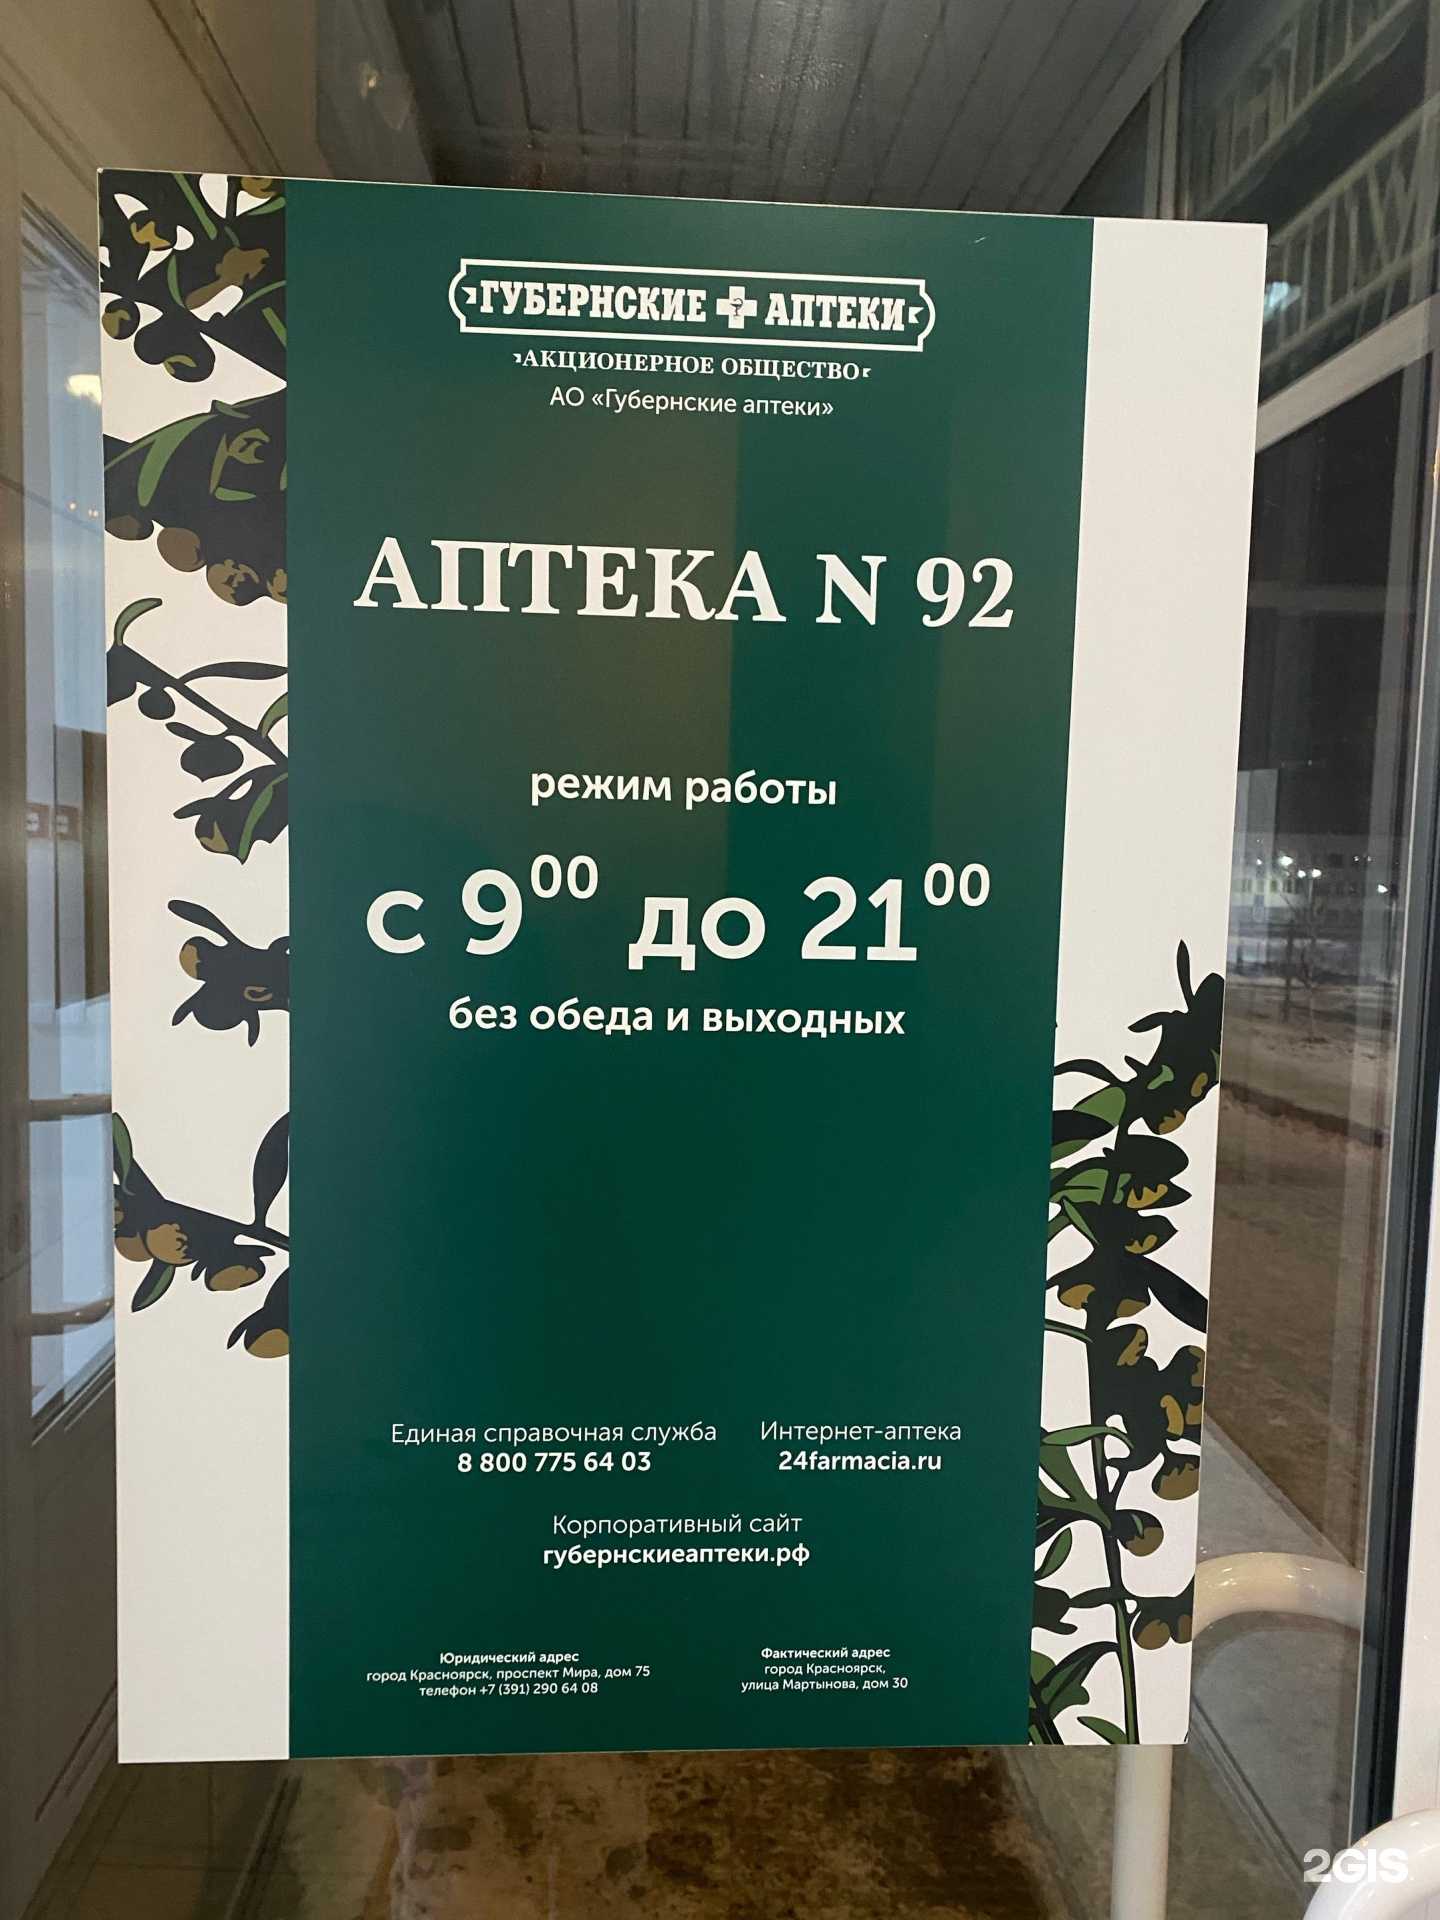 ГУБЕРНСКИЕ АПТЕКИ
АКЦИОНЕРНОЕ ОБЩЕСТВО
АО «Губернские аптеки»
АПТЕКА N 92
режим работы
с 9⁰⁰ до 21⁰⁰
без обеда и выходных
Единая справочная служба
8 800 775 64 03
Интернет-аптека
24farmacia.ru
Корпоративный сайт
губернскиеаптеки.рф
Юридический адрес
город Красноярск, проспект Мира, дом 75
телефон +7 (391) 290 64 08
Фактический адрес
город Красноярск,
улица Мартынова, дом 30
2GIS